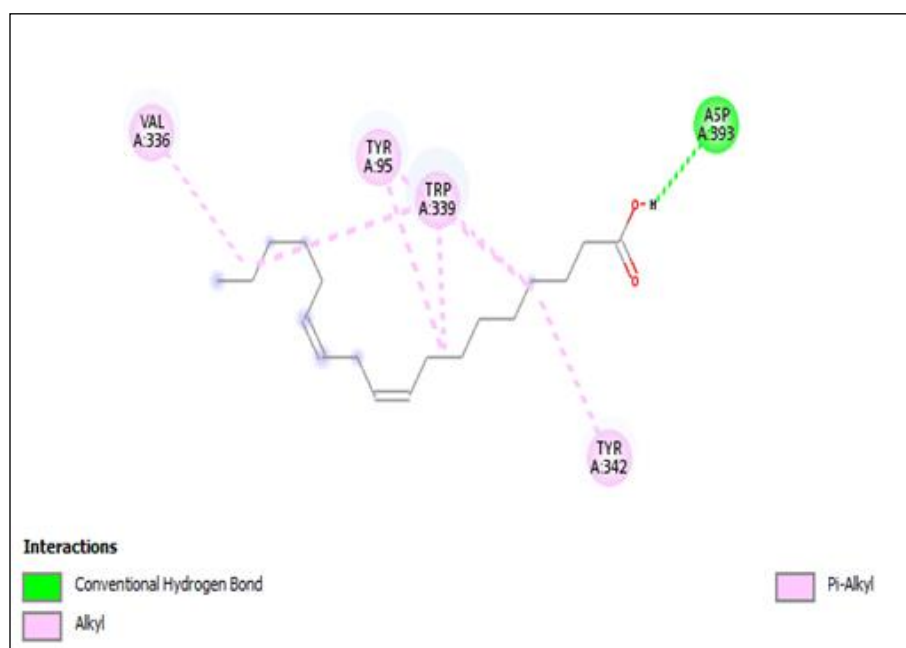 VAL
A:336
TYR
A:95
TRP
A:339
ASP
A:393
O
H
O
TYR
A:342
Interactions
Conventional Hydrogen Bond
Alkyl
Pi-Alkyl